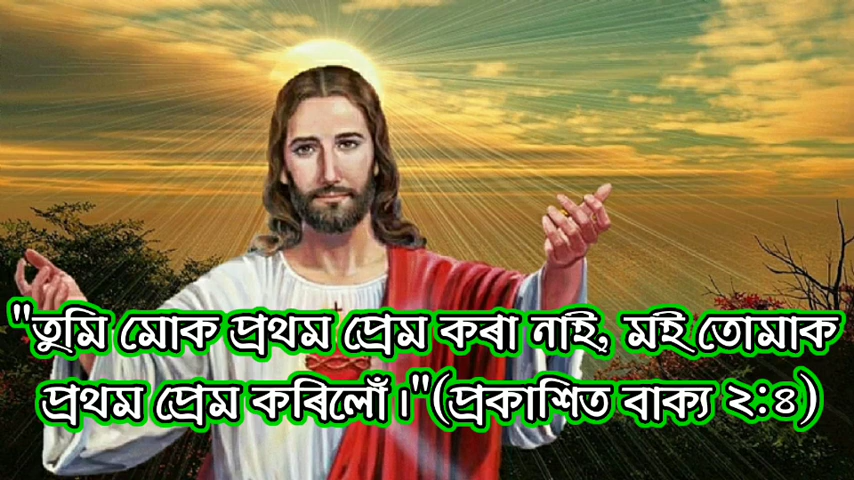 "তুমি মোক প্ৰথম প্ৰেম কৰা নাই, মই তোমাক
প্ৰথম প্ৰেম কৰিলোঁ।"(প্ৰকাশিত বাক্য ২:৪)